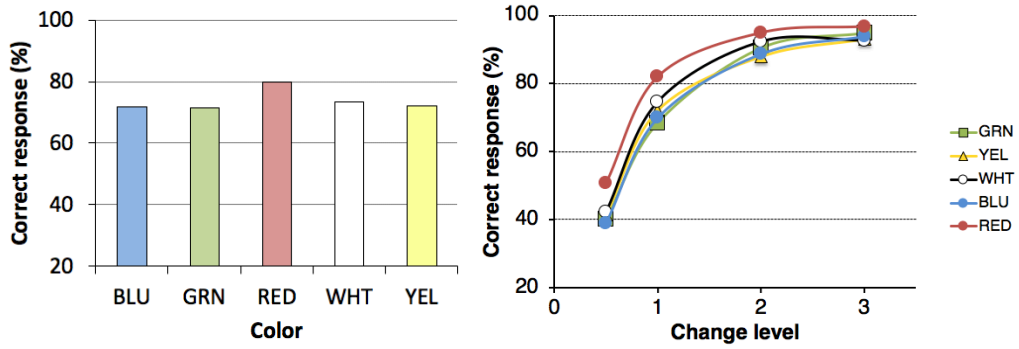 Correct response (%)
100
80
60
40
20
BLU GRN RED WHT YEL
Color
Correct response (%)
100
80
60
40
20
0 1 2 3
Change level
GRN
YEL
WHT
BLU
RED